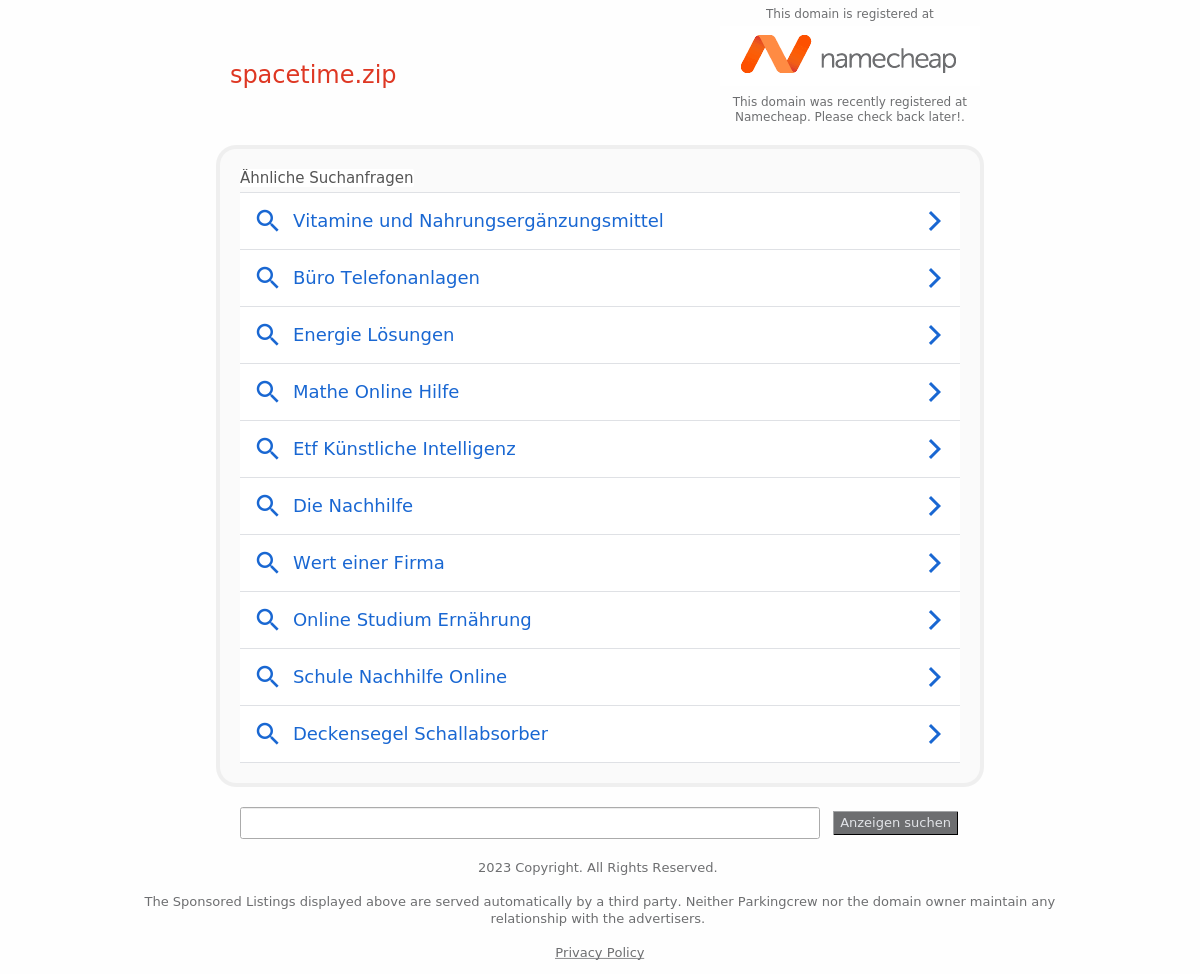 This domain is registered at
namecheap
spacetime.zip
This domain was recently registered at
Namecheap. Please check back later!.
Ähnliche Suchanfragen
Vitamine und Nahrungsergänzungsmittel
Büro Telefonanlagen
Energie Lösungen
Mathe Online Hilfe
Etf Künstliche Intelligenz
Die Nachhilfe
Wert einer Firma
Online Studium Ernährung
Schule Nachhilfe Online
Deckensegel Schallabsorber
Anzeigen suchen
2023 Copyright. All Rights Reserved.
The Sponsored Listings displayed above are served automatically by a third party. Neither Parkingcrew nor the domain owner maintain any
relationship with the advertisers.
Privacy Policy